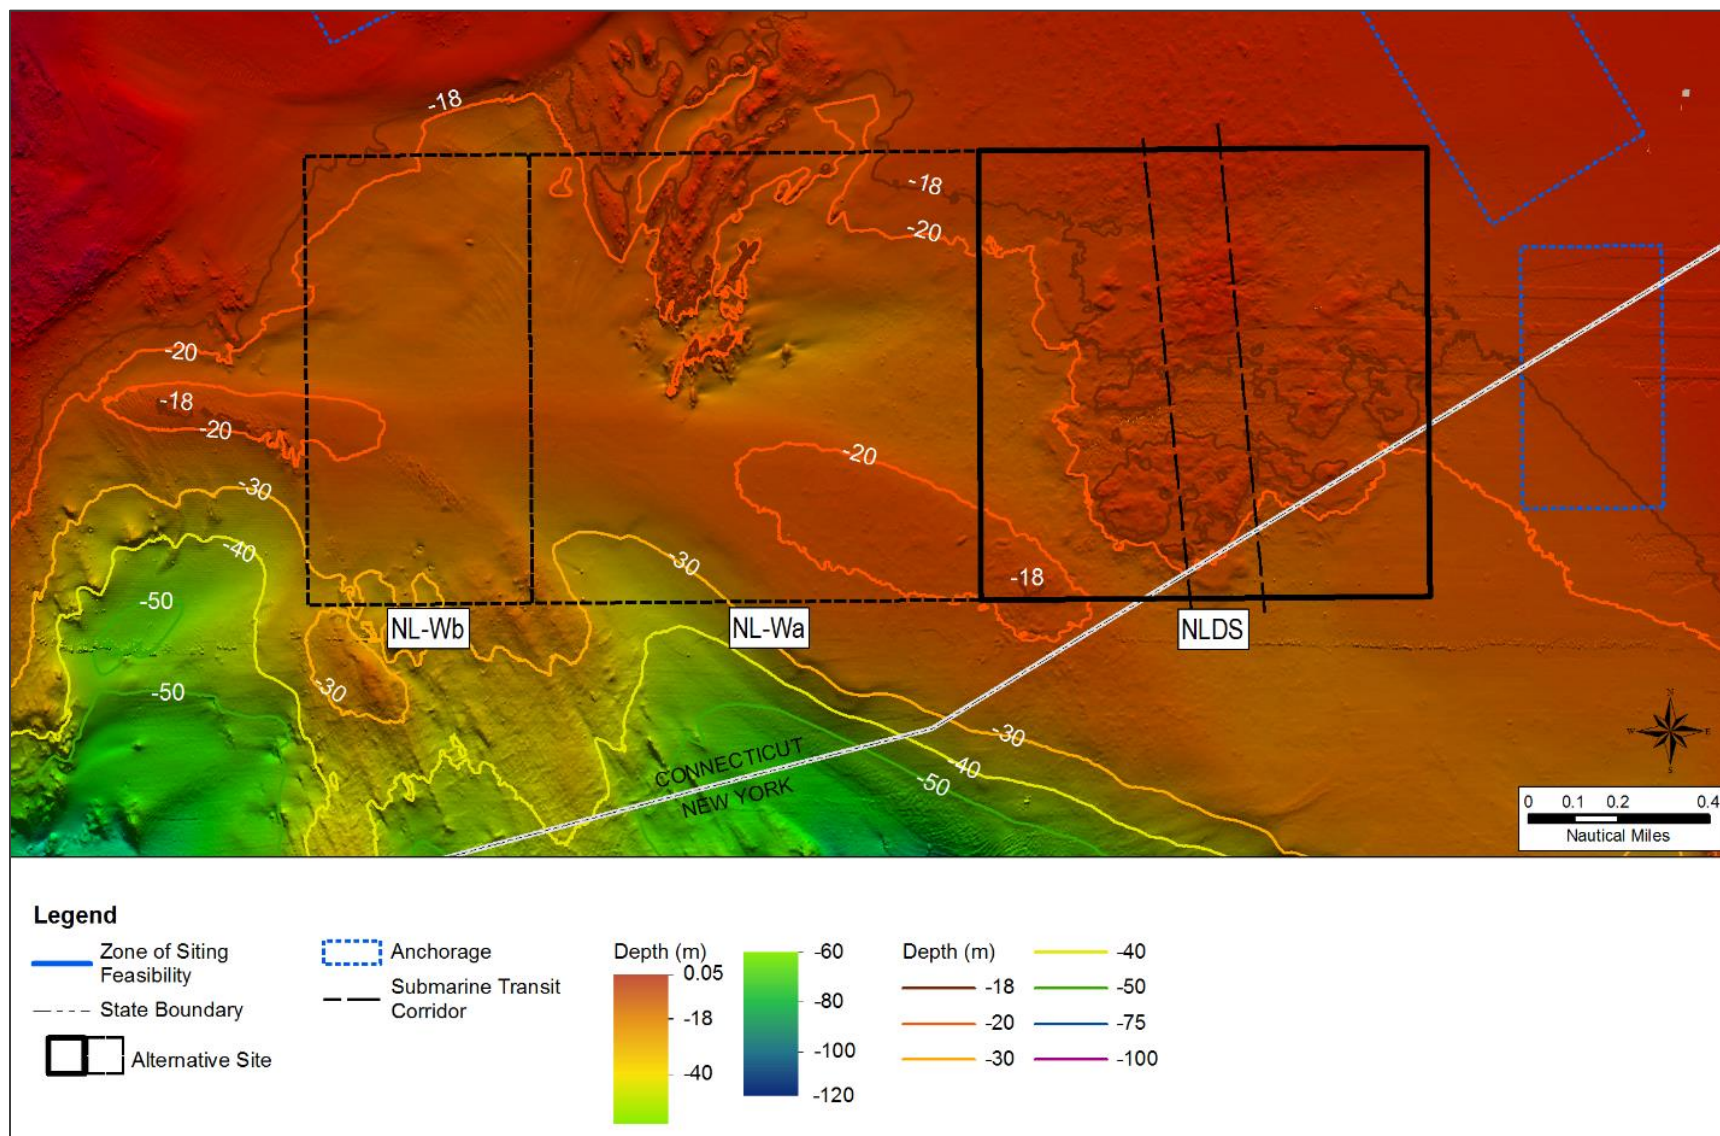 -18
-18
-20
-20
-18
-20
-20
-30
-40
-30
-18
-50
NL-Wb
NL-Wa
NLDS
-50
-30
-30
-40
-50
CONNECTICUT
NEW YORK
N
W E
S
0 0.1 0.2 0.4
Nautical Miles
Legend
Zone of Siting
Feasibility
State Boundary
Alternative Site
Anchorage
Submarine Transit
Corridor
Depth (m)
0.05
-18
-40
-60
-80
-100
-120
Depth (m)
-18
-20
-30
-40
-50
-75
-100